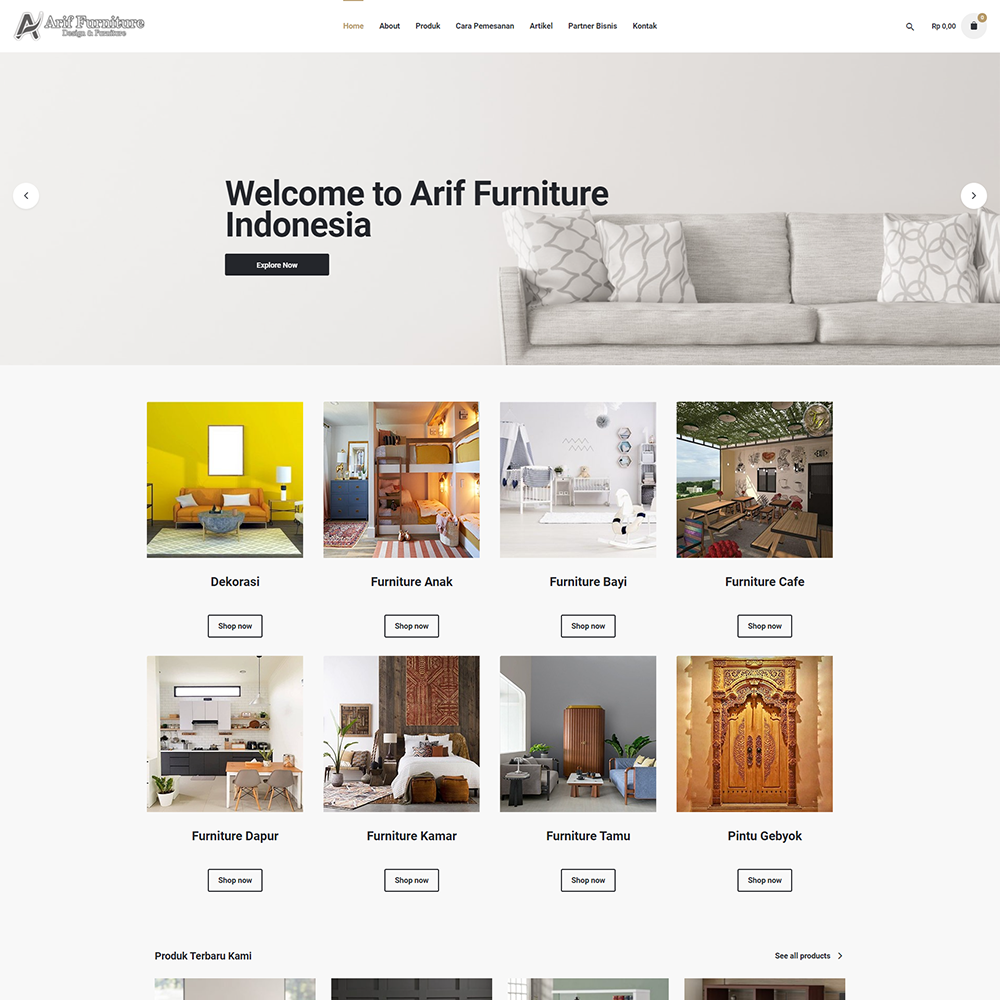 Arif Furniture
Design & Furniture
Home
About
Produk
Cara Pemesanan
Artikel
Partner Bisnis
Kontak
Rp 0,00
0
Welcome to Arif Furniture
Indonesia
Explore Now
Dekorasi
Furniture Anak
Furniture Bayi
Furniture Cafe
Shop now
Shop now
Shop now
Shop now
Furniture Dapur
Furniture Kamar
Furniture Tamu
Pintu Gebyok
Shop now
Shop now
Shop now
Shop now
Produk Terbaru Kami
See all products